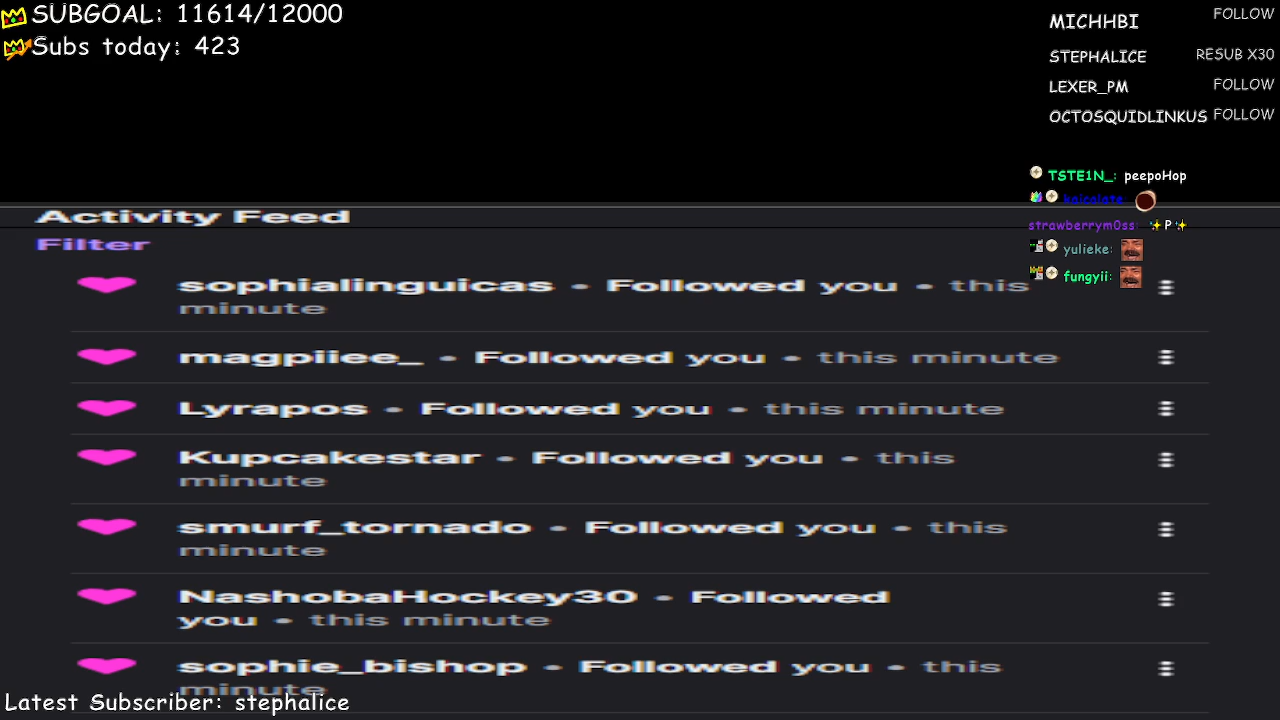 SUBGOAL: 11614/12000
Subs today: 423
MICHHBI FOLLOW
STEPHALICE RESUB X30
LEXER_PM FOLLOW
OCTOSQUIDLINKUS FOLLOW
TSTE1N_: peepoHop
kaicolate
strawberrym0ss: ✨ P ✨
yulieke:
fungyii:
Activity Feed
Filter
sophialinguicas • Followed you • this
minute
magpiiee_ • Followed you • this minute
Lyrapos • Followed you • this minute
Kupcakestar • Followed you • this
minute
smurf_tornado • Followed you • this
minute
NashobaHockey30 • Followed
you • this minute
sophie_bishop • Followed you • this
minute
Latest Subscriber: stephalice